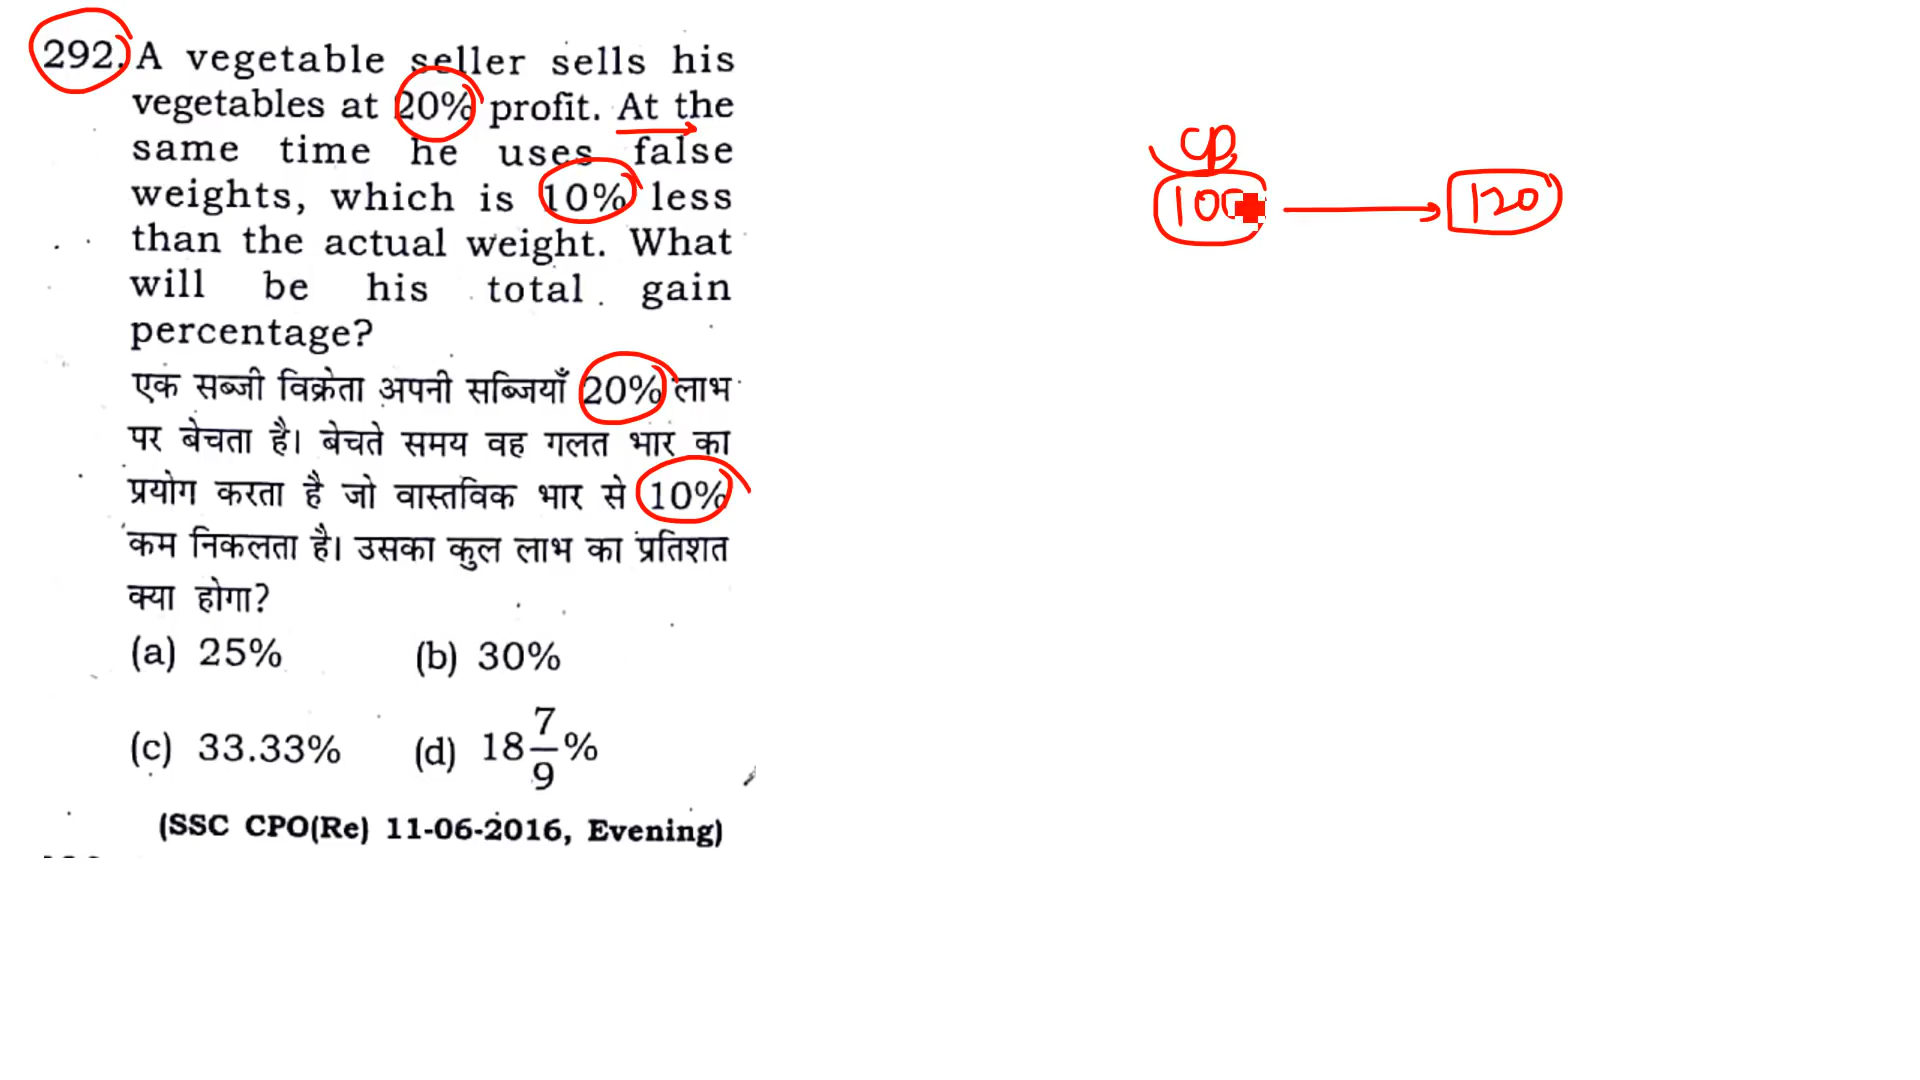 292. A vegetable seller sells his
vegetables at 20% profit. At the
same time he uses false
weights, which is 10% less
than the actual weight. What
will be his total gain
percentage?
एक सब्जी विक्रेता अपनी सब्जियाँ 20% लाभ
पर बेचता है। बेचते समय वह गलत भार का
प्रयोग करता है जो वास्तविक भार से 10%
कम निकलता है। उसका कुल लाभ का प्रतिशत
क्या होगा?
(a) 25% (b) 30%
(c) 33.33% (d) 18 7/9 %
(SSC CPO(Re) 11-06-2016, Evening)
CP
100 → 120